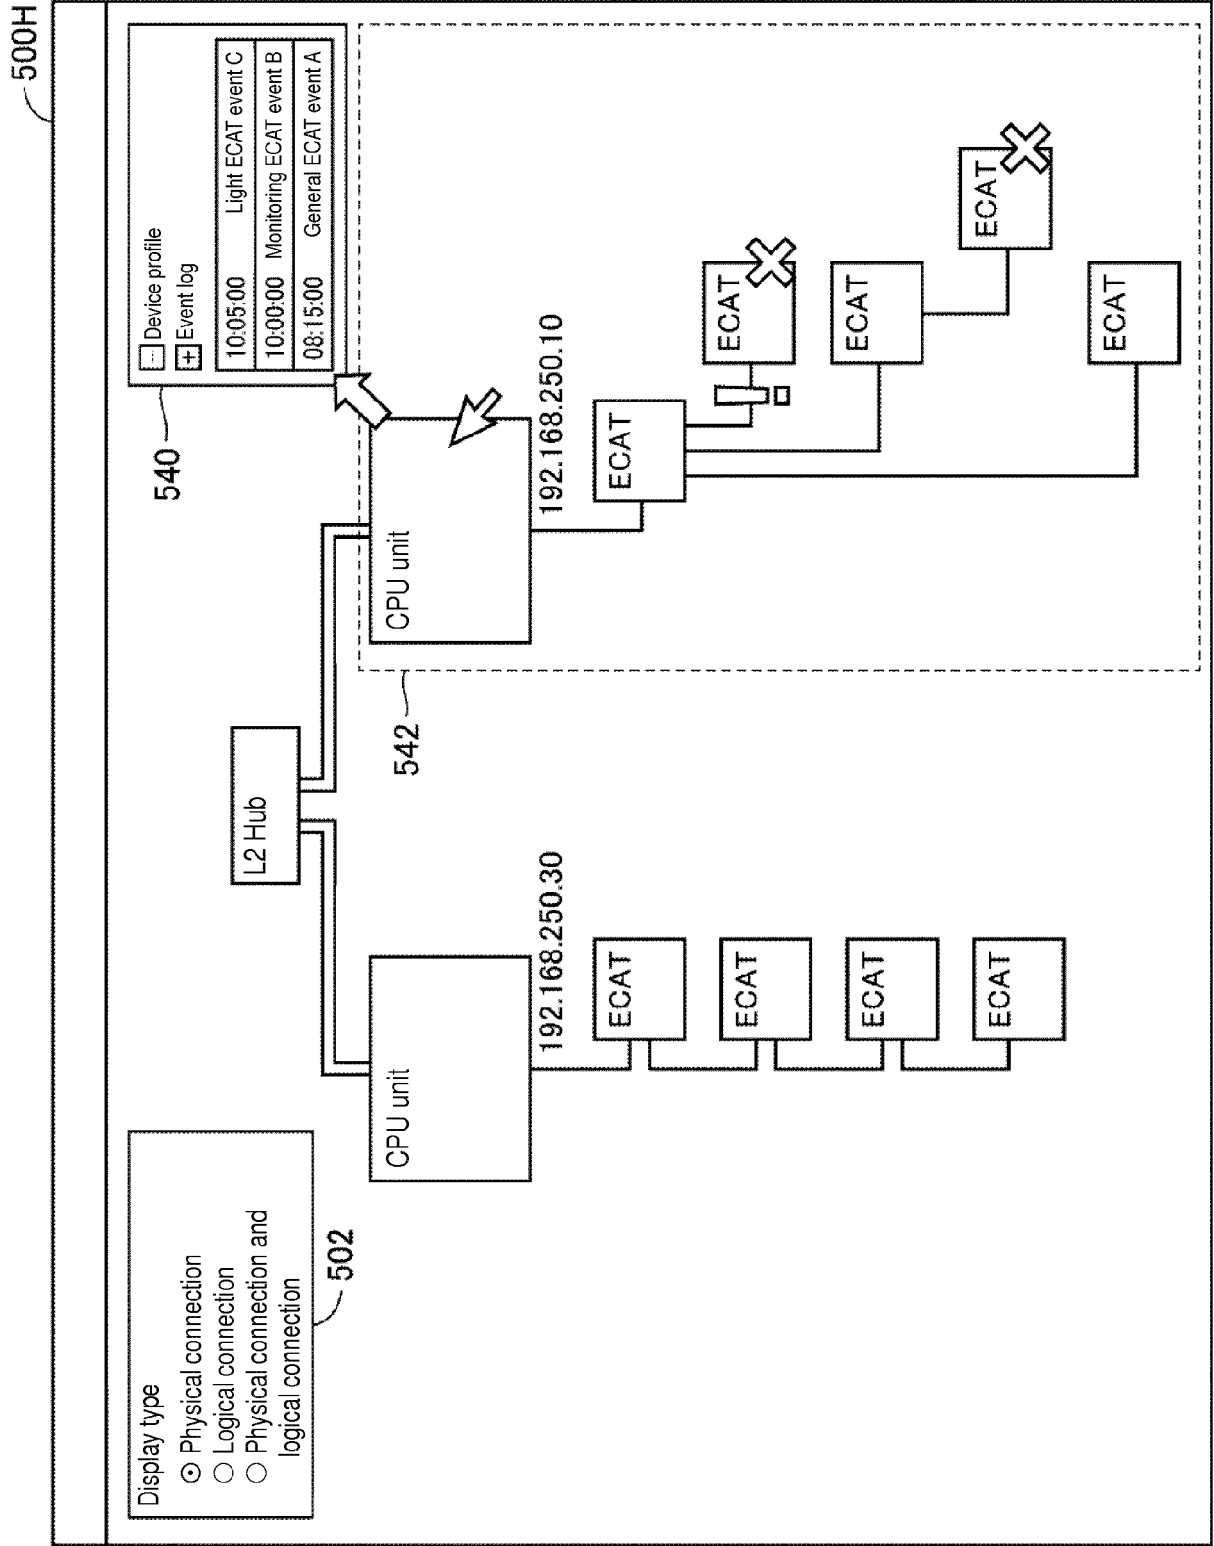 500H
Display type
Physical connection
Logical connection
Physical connection and
logical connection
502
L2 Hub
540
− Device profile
+ Event log
10:05:00 Light ECAT event C
10:00:00 Monitoring ECAT event B
08:15:00 General ECAT event A
CPU unit
192.168.250.30
ECAT
ECAT
ECAT
ECAT
542
CPU unit
192.168.250.10
ECAT
!
ECAT
ECAT
ECAT
ECAT